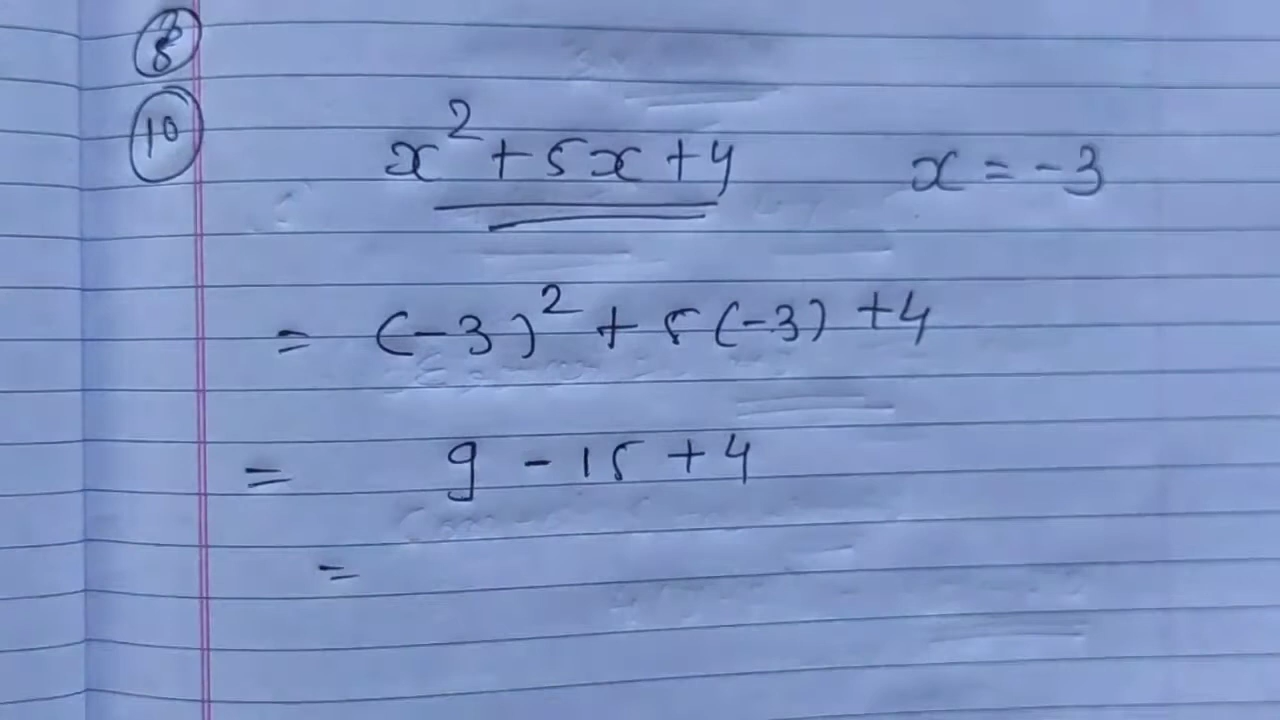 8
10 x² + 5x + 4 x = -3
= (-3)² + 5(-3) + 4
= 9 - 15 + 4
=